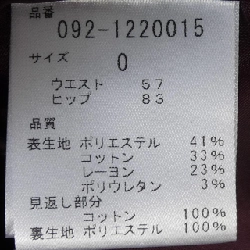 品番
092-1220015
サイズ
0
ウエスト 57
ヒップ 83
品質
表生地 ポリエステル 41%
コットン 33%
レーヨン 23%
ポリウレタン 3%
見返し部分
コットン 100%
裏生地 ポリエステル 100%